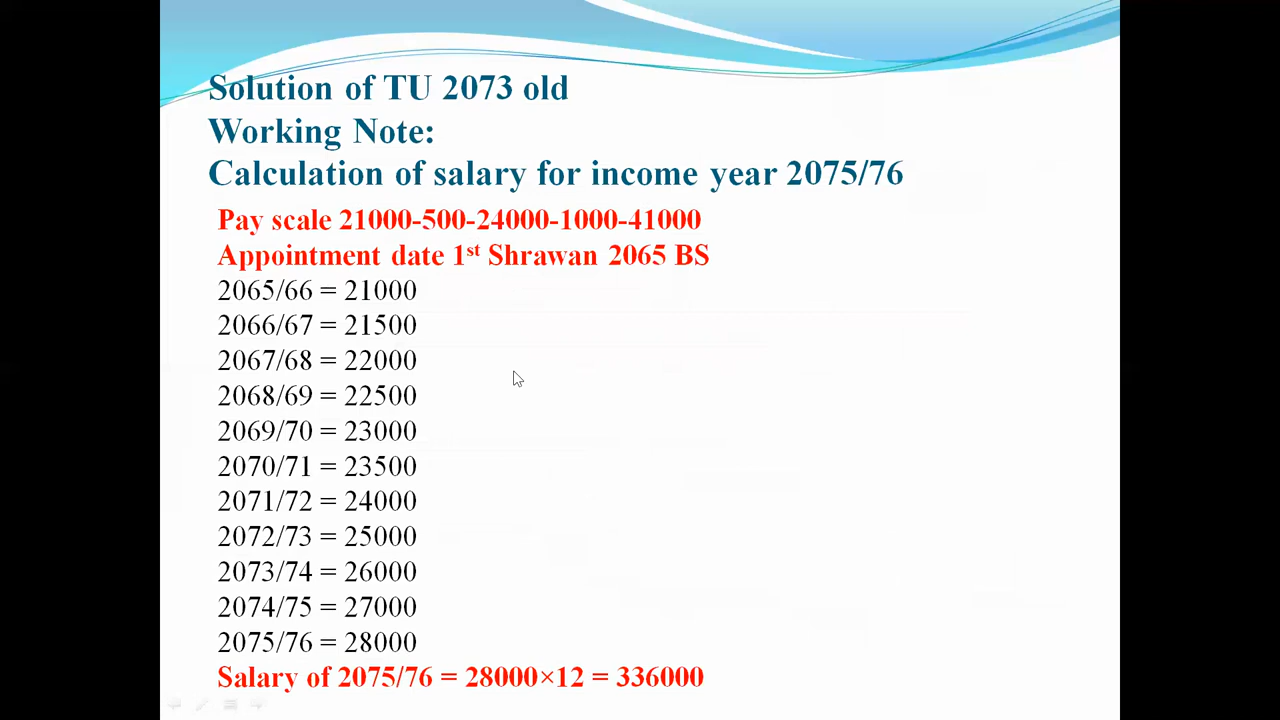 Solution of TU 2073 old
Working Note:
Calculation of salary for income year 2075/76
Pay scale 21000-500-24000-1000-41000
Appointment date 1st Shrawan 2065 BS
2065/66 = 21000
2066/67 = 21500
2067/68 = 22000
2068/69 = 22500
2069/70 = 23000
2070/71 = 23500
2071/72 = 24000
2072/73 = 25000
2073/74 = 26000
2074/75 = 27000
2075/76 = 28000
Salary of 2075/76 = 28000×12 = 336000